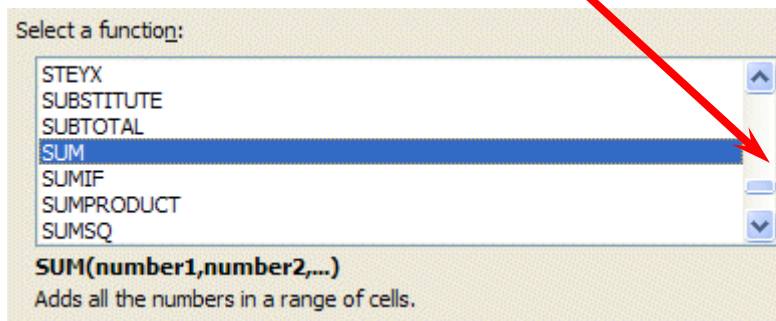 Select a function:
STEYX
SUBSTITUTE
SUBTOTAL
SUM
SUMIF
SUMPRODUCT
SUMSQ
SUM(number1,number2,...)
Adds all the numbers in a range of cells.